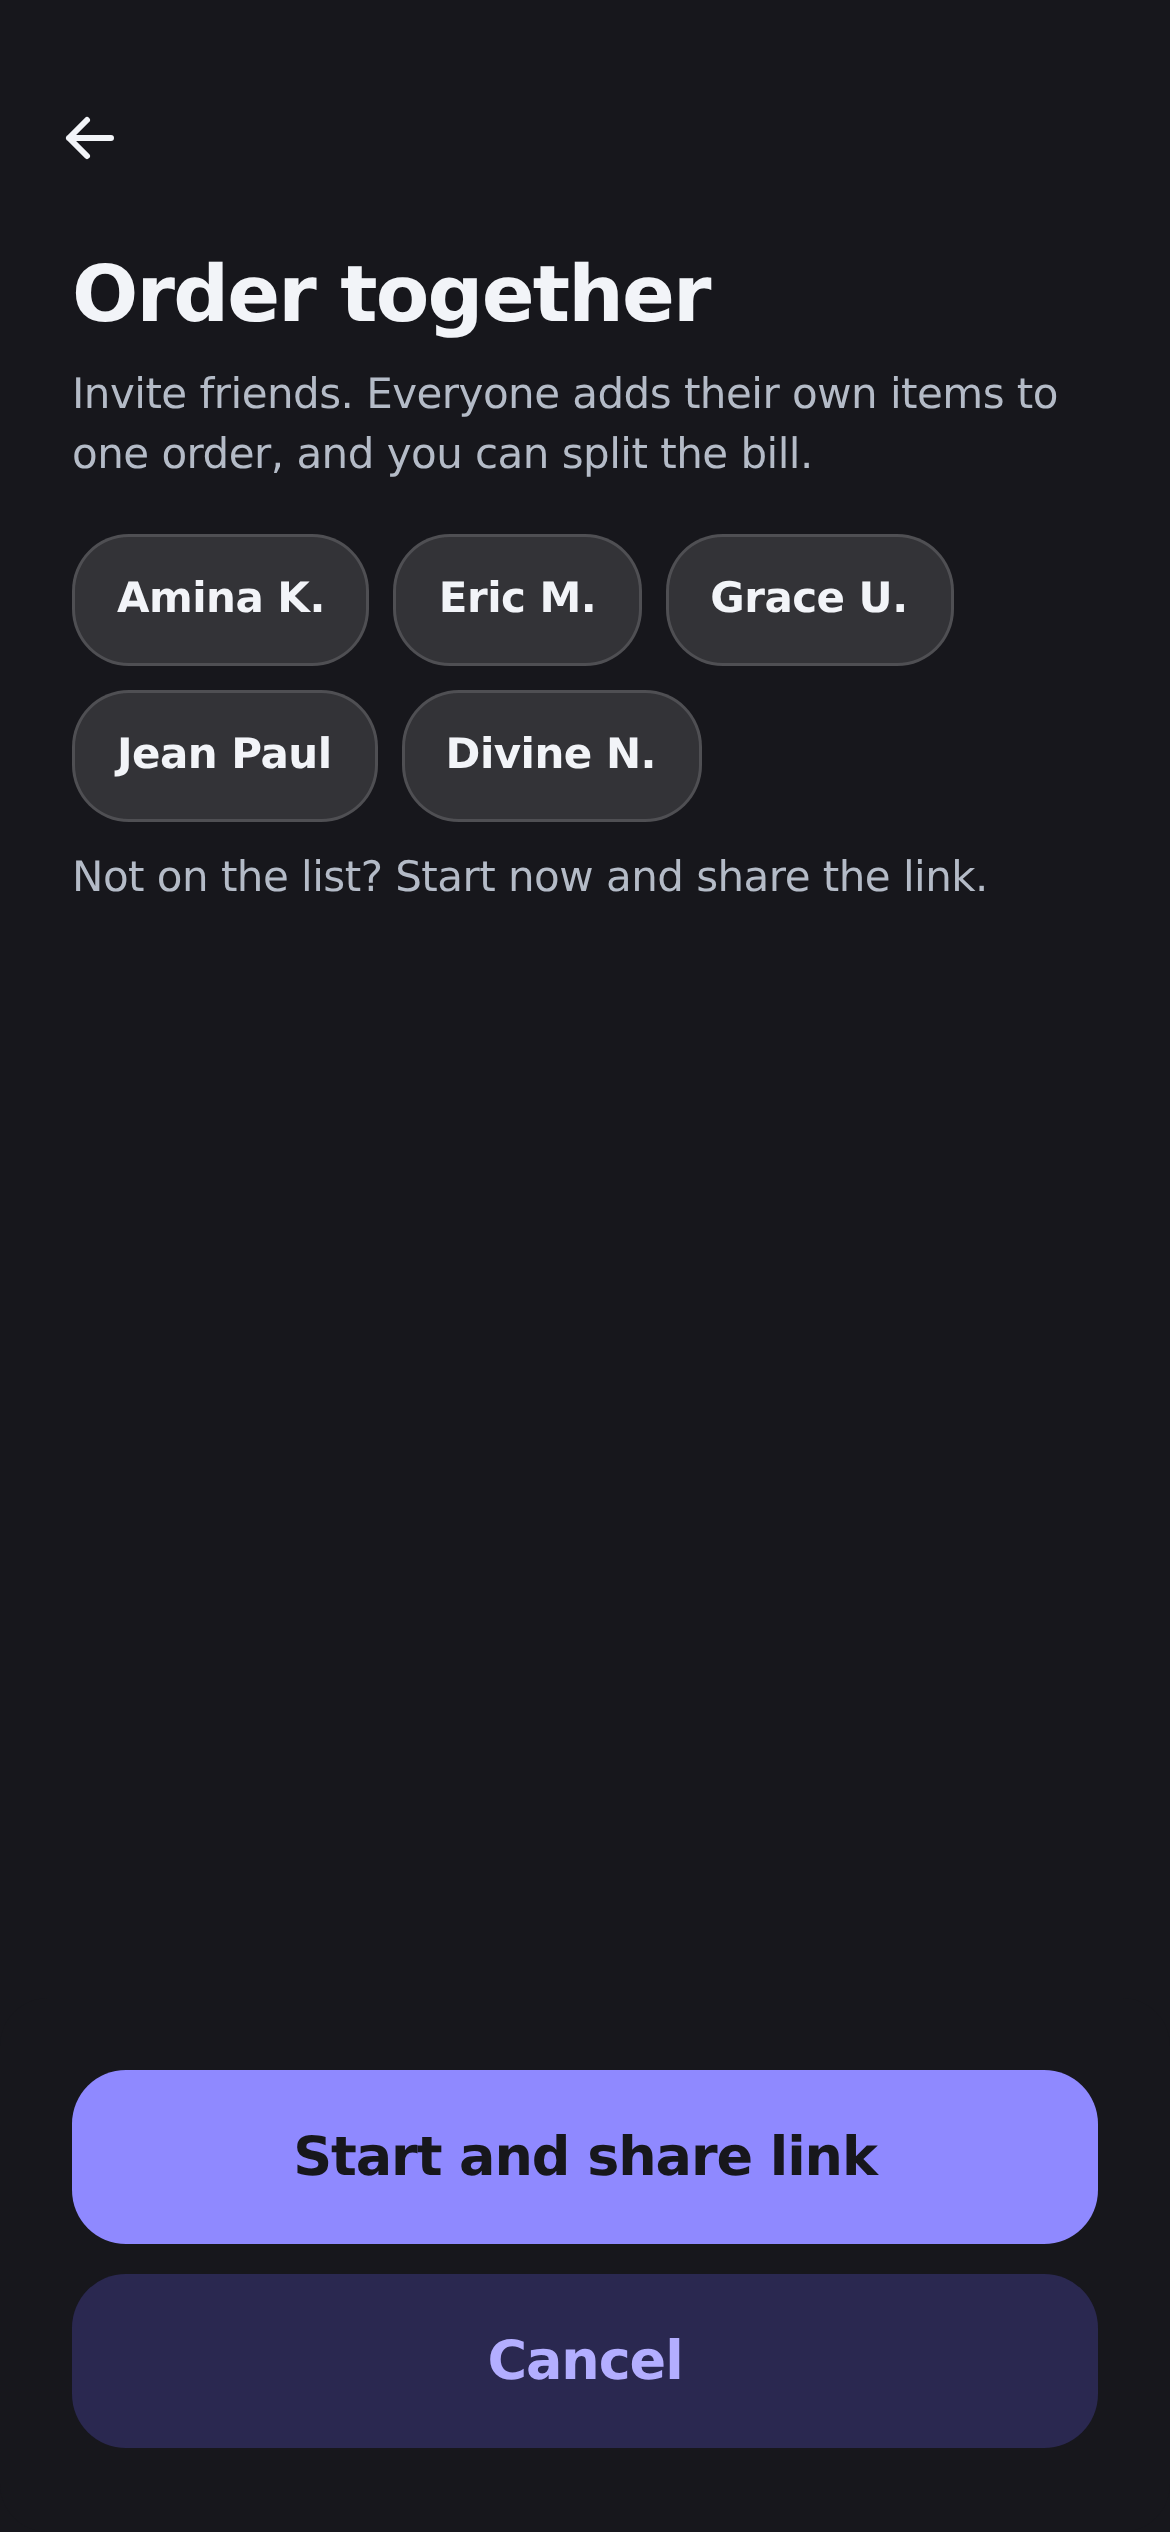 Order together
Invite friends. Everyone adds their own items to
one order, and you can split the bill.
Amina K.
Eric M.
Grace U.
Jean Paul
Divine N.
Not on the list? Start now and share the link.
Start and share link
Cancel